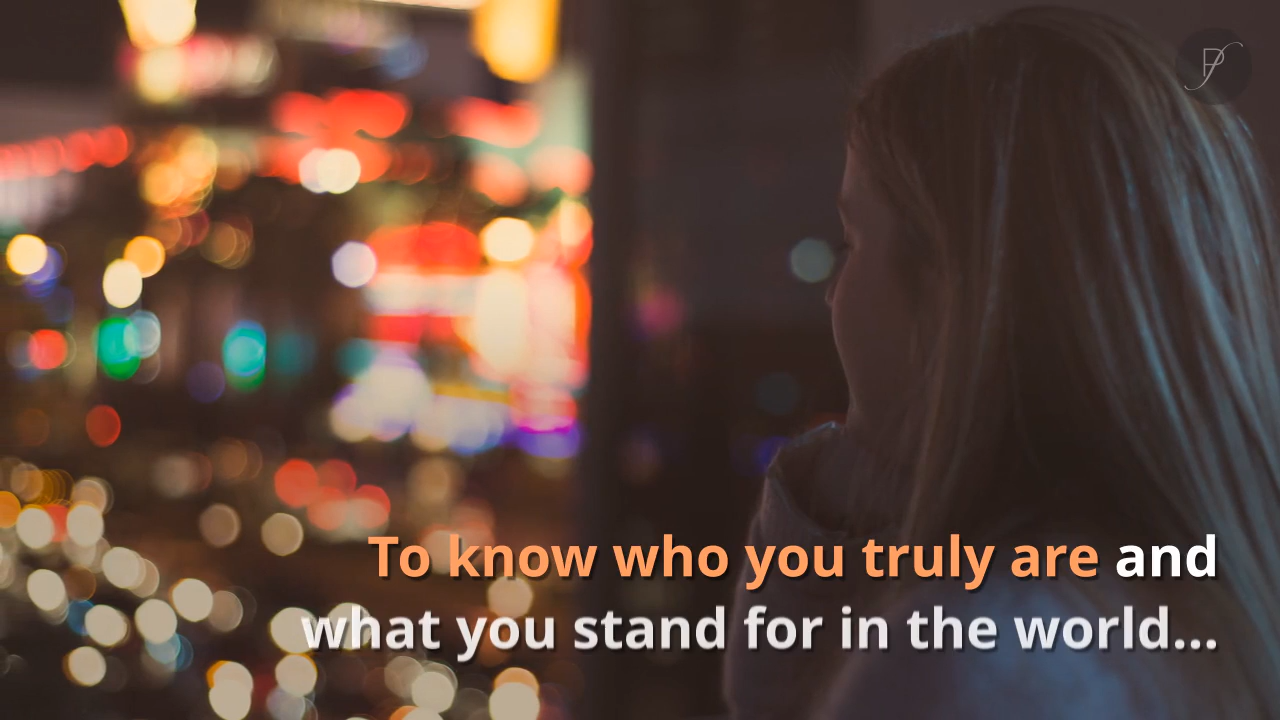 To know who you truly are and
what you stand for in the world...